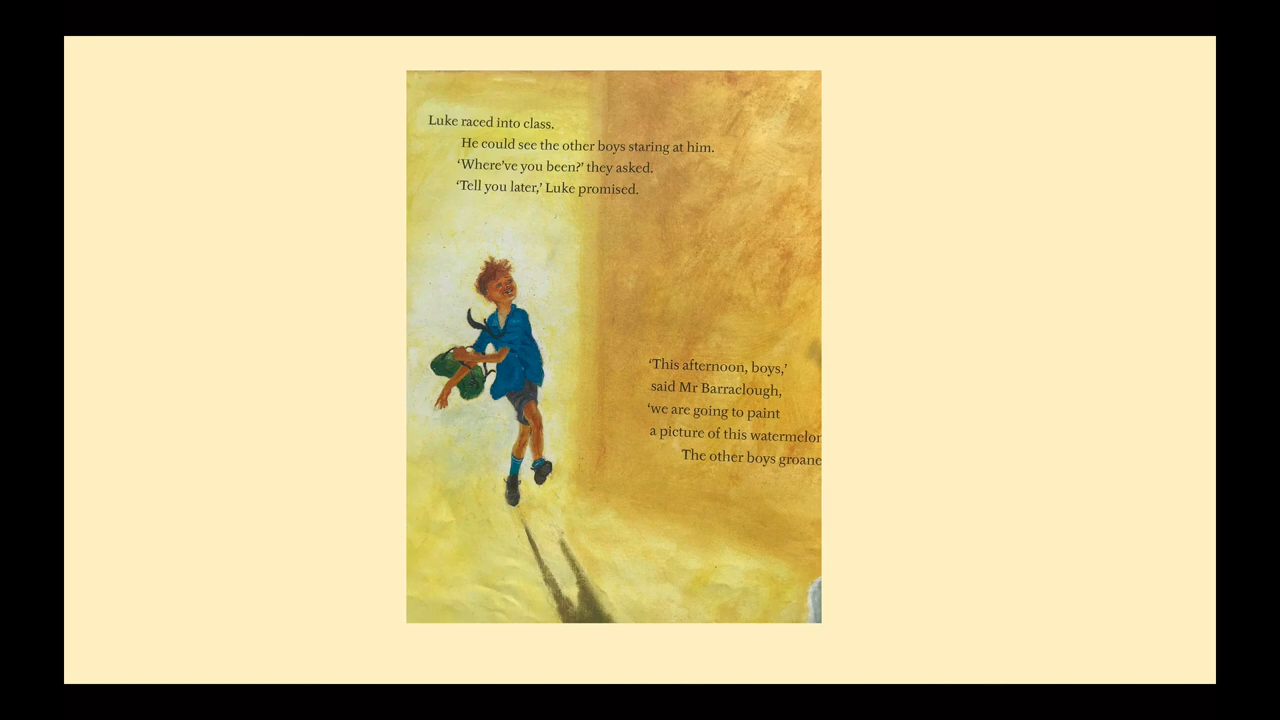 Luke raced into class.
He could see the other boys staring at him.
‘Where’ve you been?’ they asked.
‘Tell you later,’ Luke promised.
‘This afternoon, boys,’
said Mr Barraclough,
‘we are going to paint
a picture of this watermelon
The other boys groane